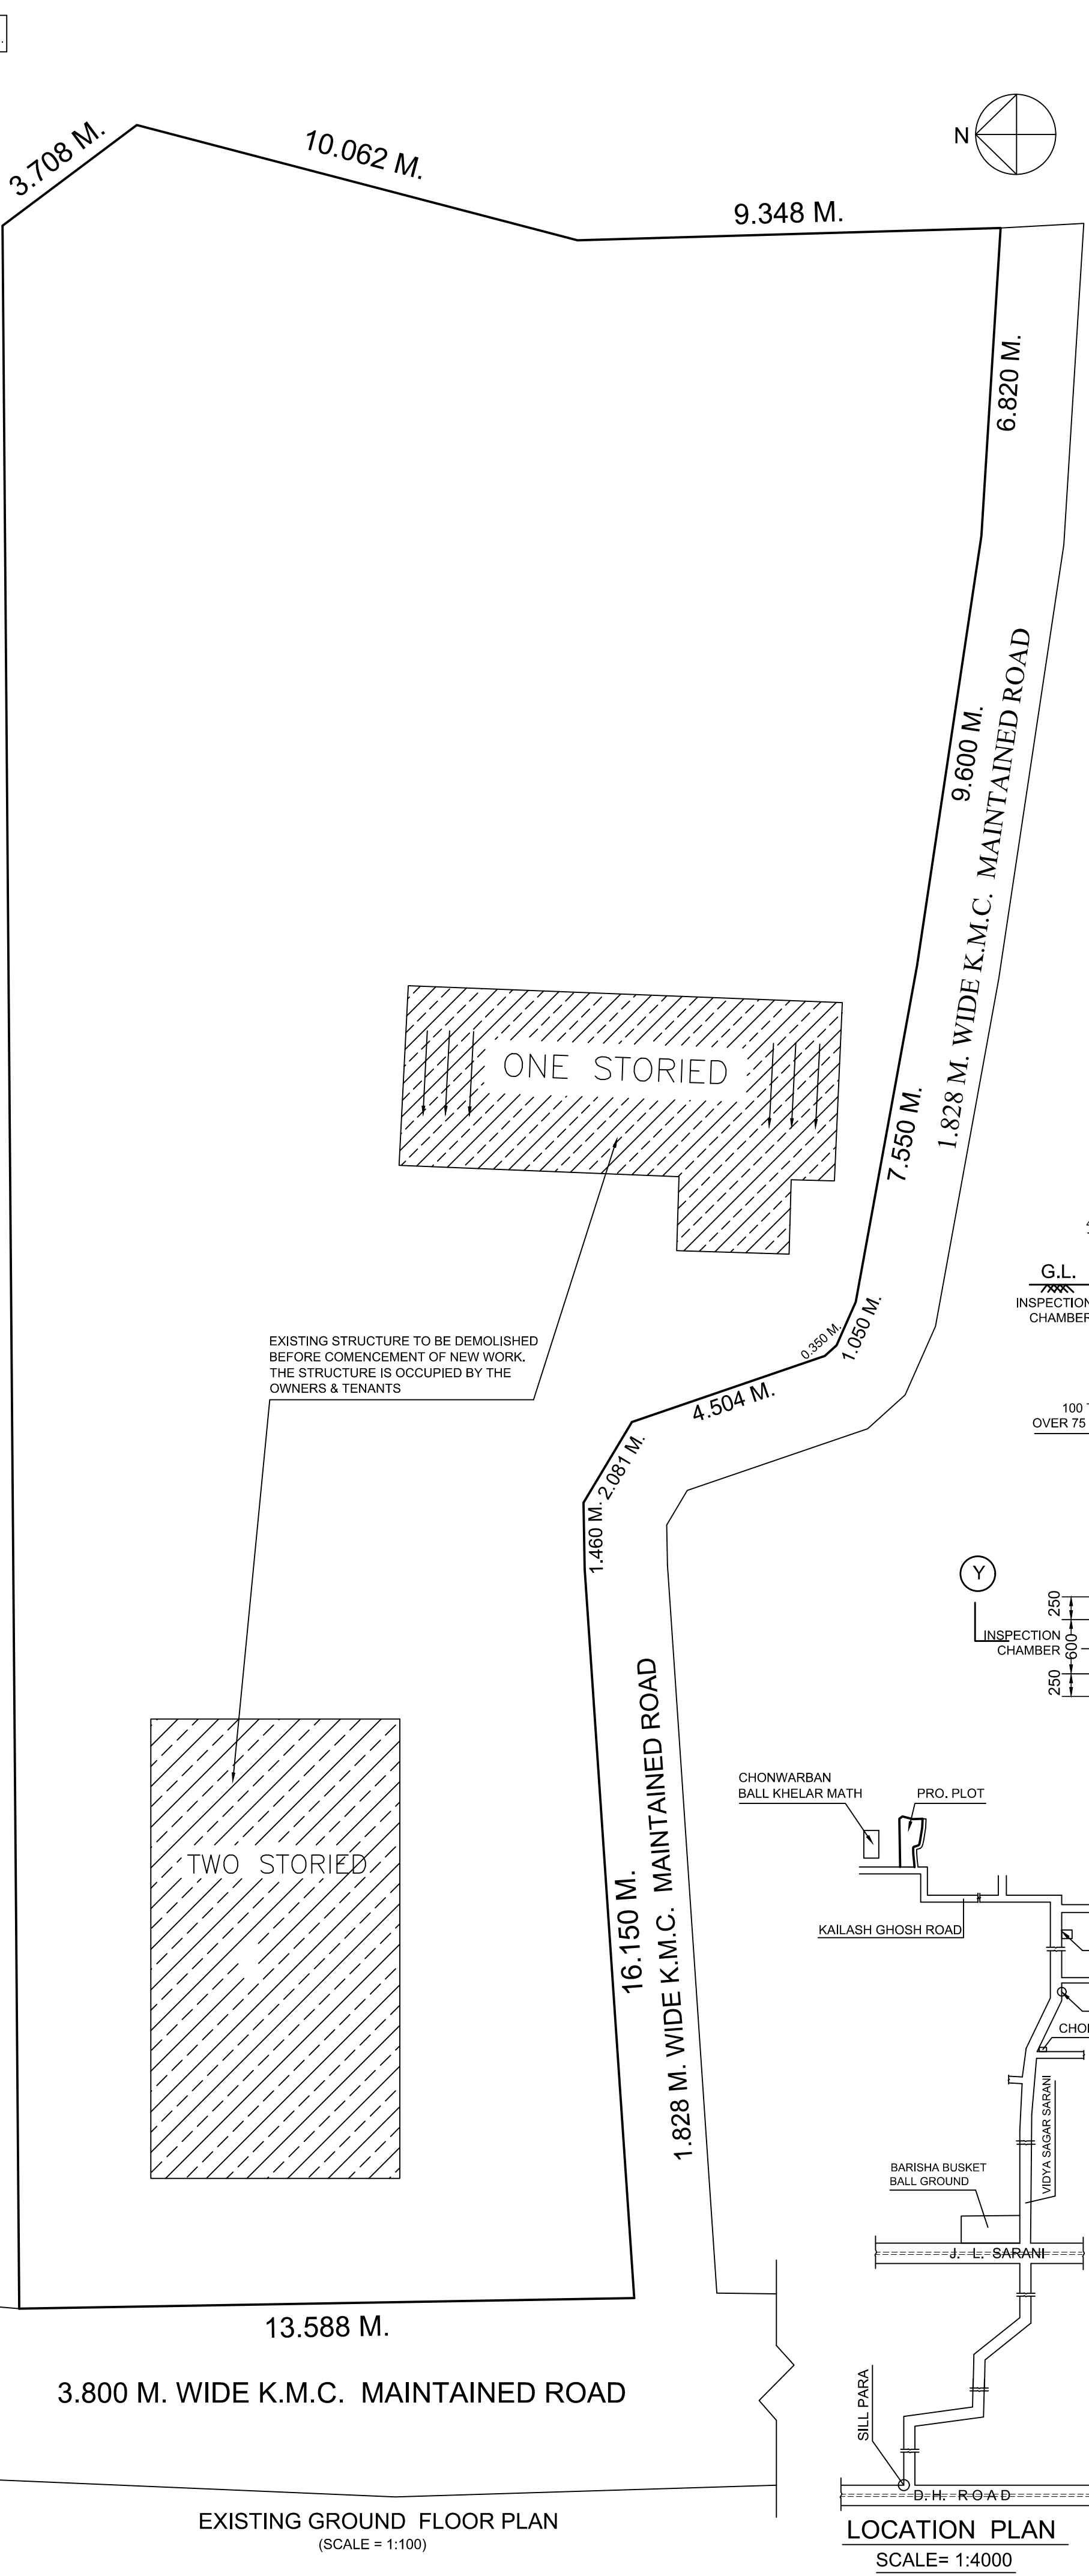 3.708 M.
10.062 M.
N
9.348 M.
6.820 M.
9.600 M.
1.828 M. WIDE K.M.C. MAINTAINED ROAD
ONE STORIED
7.550 M.
G.L.
INSPECTION
CHAMBER
EXISTING STRUCTURE TO BE DEMOLISHED
BEFORE COMENCEMENT OF NEW WORK.
THE STRUCTURE IS OCCUPIED BY THE
OWNERS & TENANTS
0.350 M.
1.050 M.
4.504 M.
100
OVER 75
2.081 M.
1.460 M.
Y
250
600
250
INSPECTION
CHAMBER
16.150 M.
1.828 M. WIDE K.M.C. MAINTAINED ROAD
TWO STORIED
CHONWARBAN
BALL KHELAR MATH
PRO. PLOT
KAILASH GHOSH ROAD
VIDYA SAGAR SARANI
BARISHA BUSKET
BALL GROUND
J. L. SARANI
13.588 M.
3.800 M. WIDE K.M.C. MAINTAINED ROAD
SILL PARA
D. H. ROAD
EXISTING GROUND FLOOR PLAN
(SCALE = 1:100)
LOCATION PLAN
SCALE= 1:4000